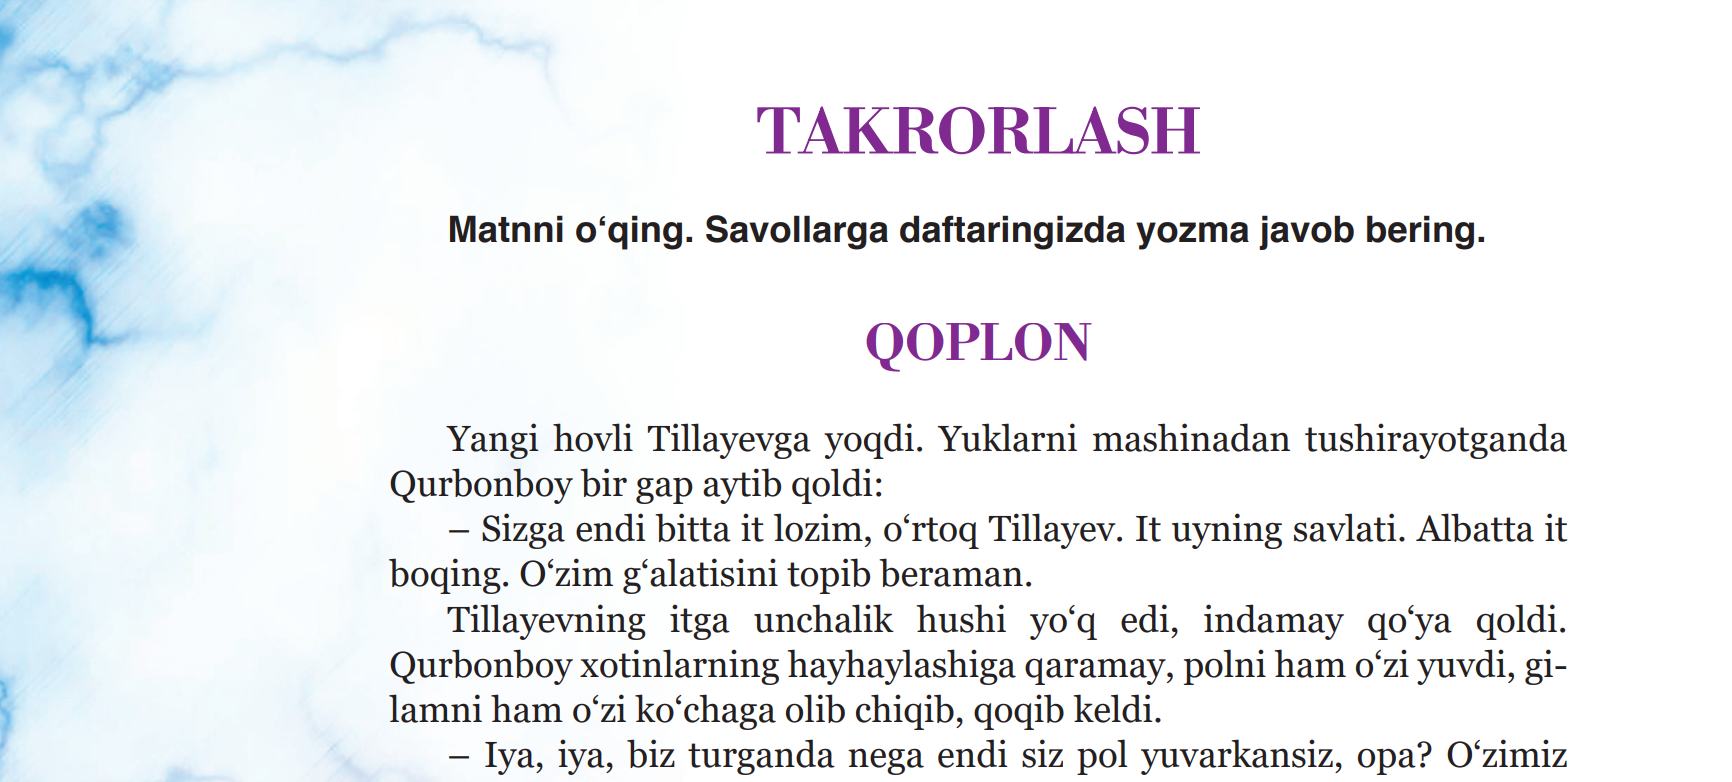 TAKRORLASH
Matnni o‘qing. Savollarga daftaringizda yozma javob bering.
QOPLON
Yangi hovli Tillayevga yoqdi. Yuklarni mashinadan tushirayotganda
Qurbonboy bir gap aytib qoldi:
– Sizga endi bitta it lozim, o‘rtoq Tillayev. It uyning savlati. Albatta it
boqing. O‘zim g‘alatisini topib beraman.
Tillayevning itga unchalik hushi yo‘q edi, indamay qo‘ya qoldi.
Qurbonboy xotinlarning hayhaylashiga qaramay, polni ham o‘zi yuvdi, gi-
lamni ham o‘zi ko‘chaga olib chiqib, qoqib keldi.
– Iya, iya, biz turganda nega endi siz pol yuvarkansiz, opa? O‘zimiz